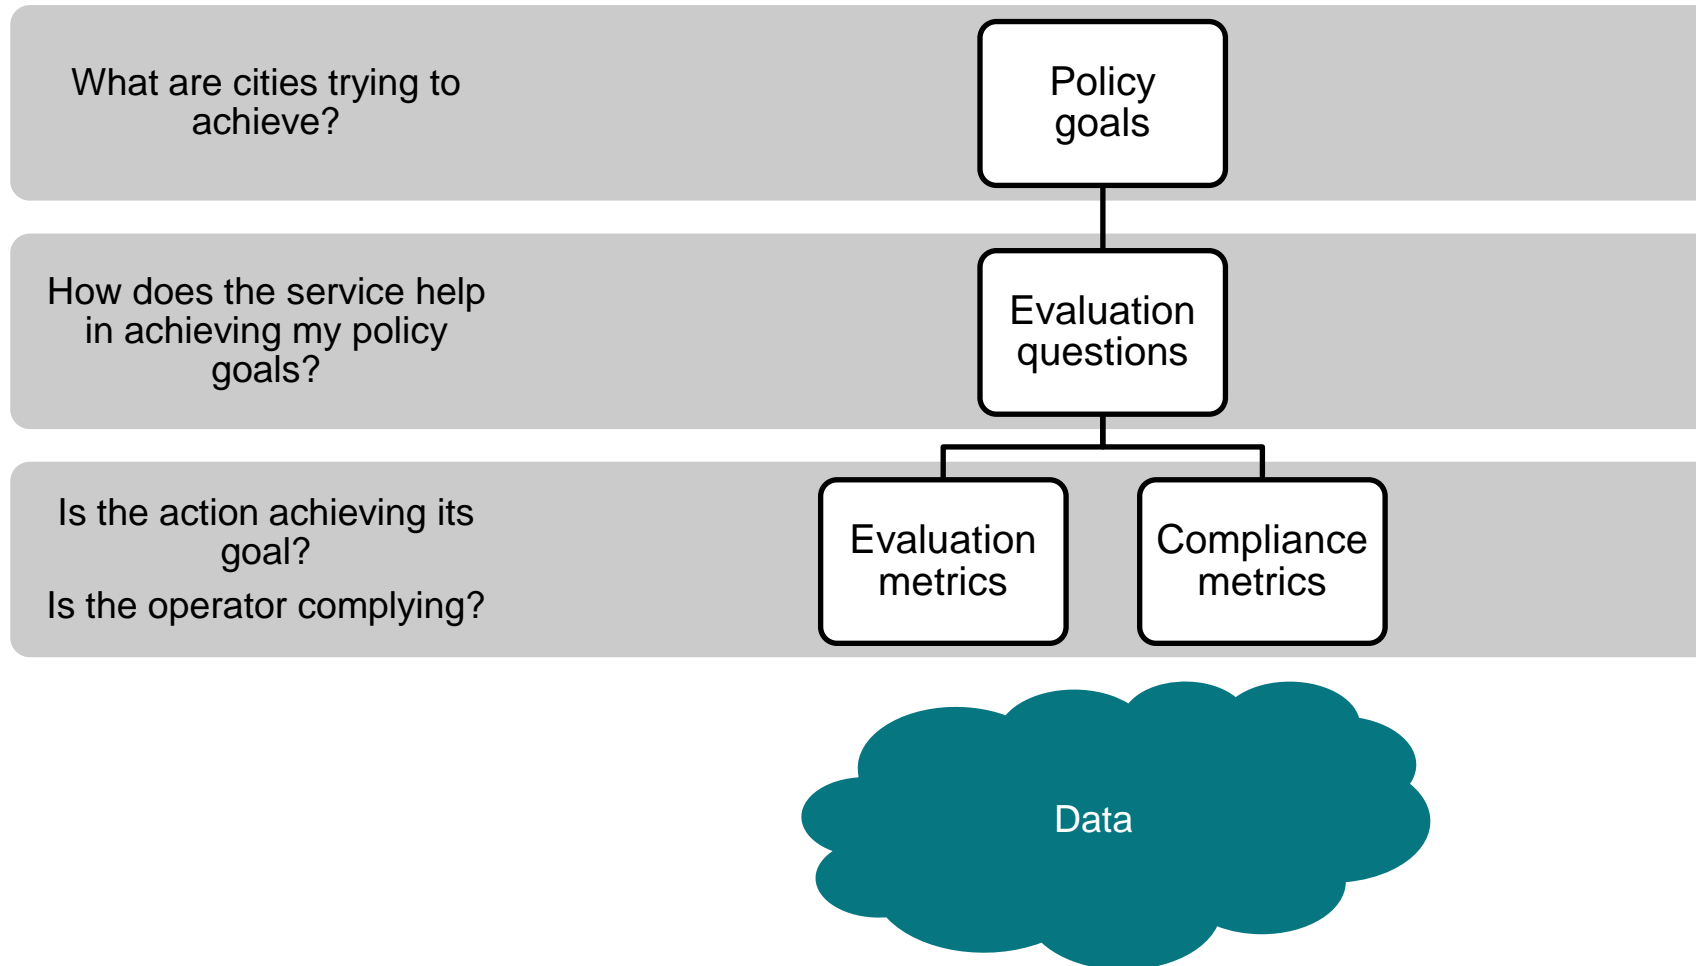 What are cities trying to
achieve?
Policy
goals
How does the service help
in achieving my policy
goals?
Evaluation
questions
Is the action achieving its
goal?
Is the operator complying?
Evaluation
metrics
Compliance
metrics
Data